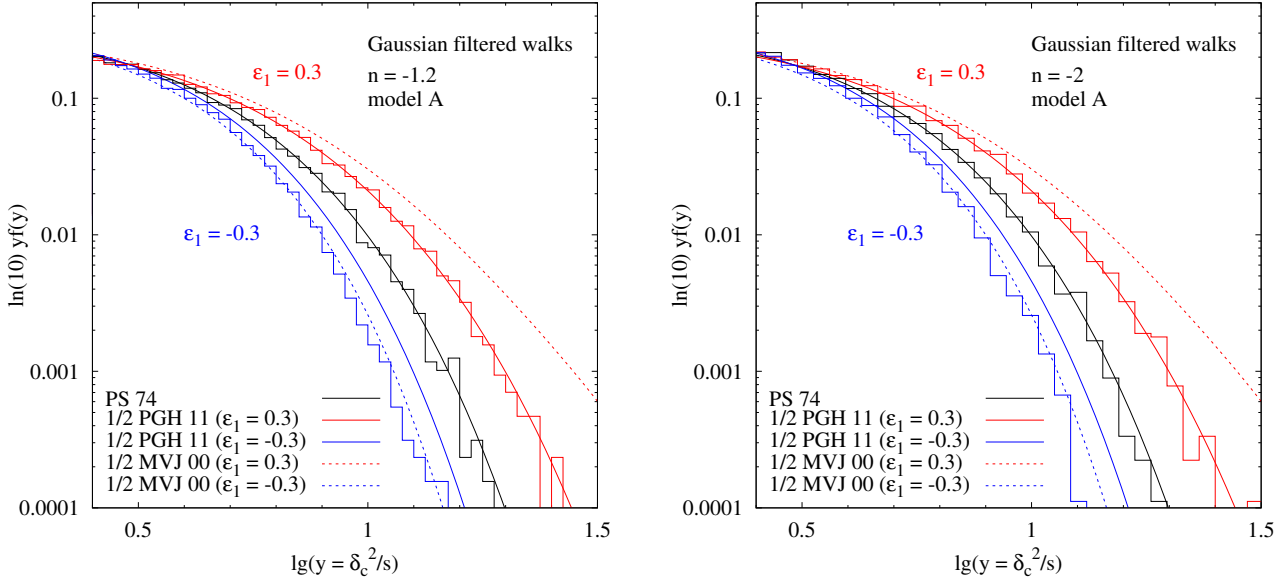 Gaussian filtered walks
ε₁ = 0.3
n = -1.2
model A
ε₁ = -0.3
PS 74
1/2 PGH 11 (ε₁ = 0.3)
1/2 PGH 11 (ε₁ = -0.3)
1/2 MVJ 00 (ε₁ = 0.3)
1/2 MVJ 00 (ε₁ = -0.3)
ln(10) yf(y)
0.1
0.01
0.001
0.0001
0.5
1
1.5
lg(y = δ_c²/s)
Gaussian filtered walks
ε₁ = 0.3
n = -2
model A
ε₁ = -0.3
PS 74
1/2 PGH 11 (ε₁ = 0.3)
1/2 PGH 11 (ε₁ = -0.3)
1/2 MVJ 00 (ε₁ = 0.3)
1/2 MVJ 00 (ε₁ = -0.3)
ln(10) yf(y)
0.1
0.01
0.001
0.0001
0.5
1
1.5
lg(y = δ_c²/s)